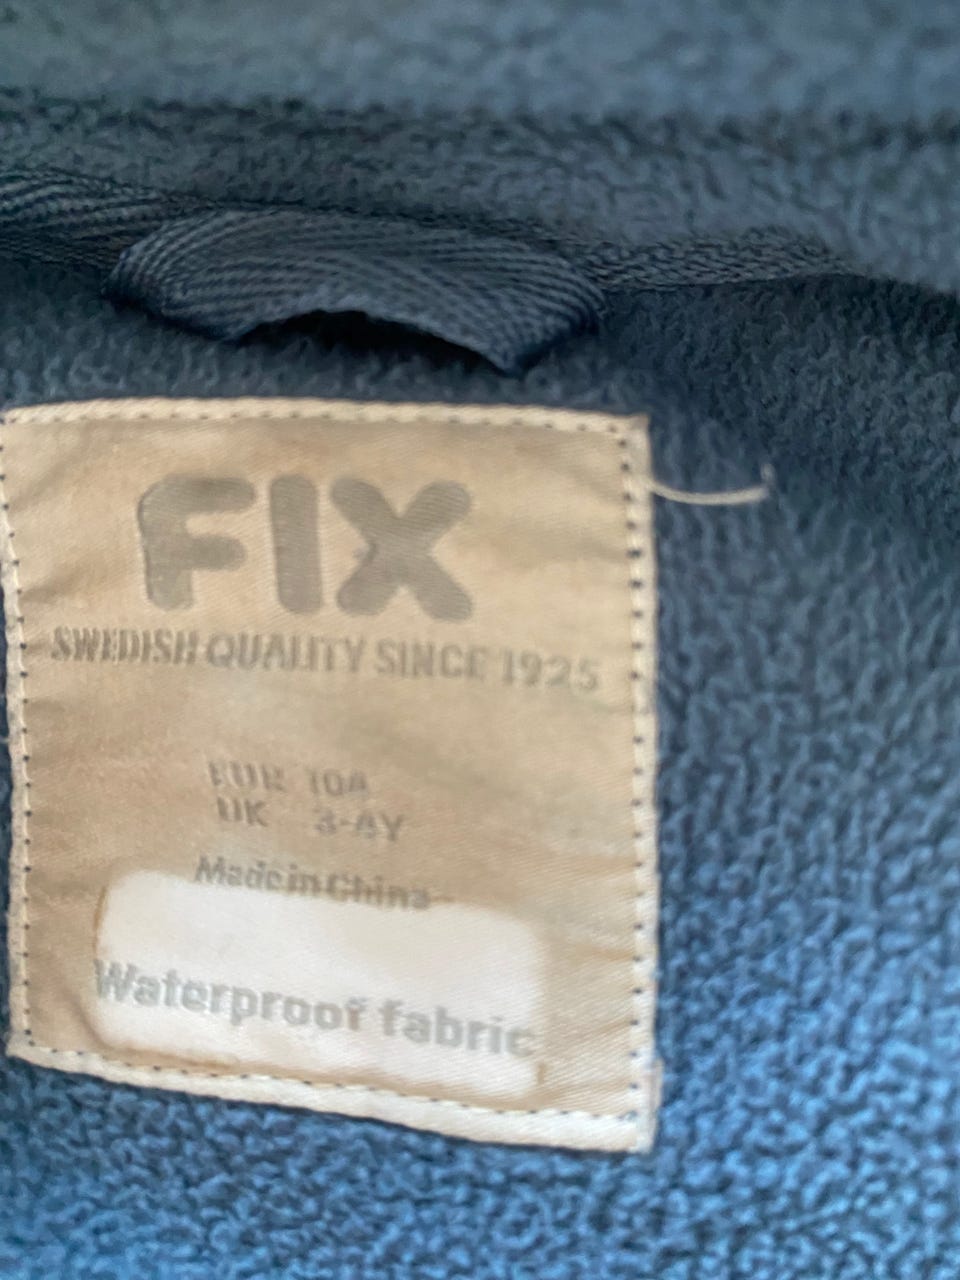 FIX
SWEDISH QUALITY SINCE 1925
EUR 104
UK 3-4Y
Made in China
Waterproof fabric